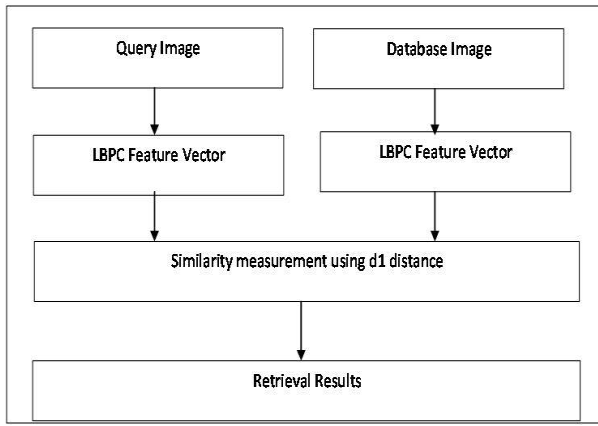 Query Image
Database Image
LBPC Feature Vector
LBPC Feature Vector
Similarity measurement using d1 distance
Retrieval Results